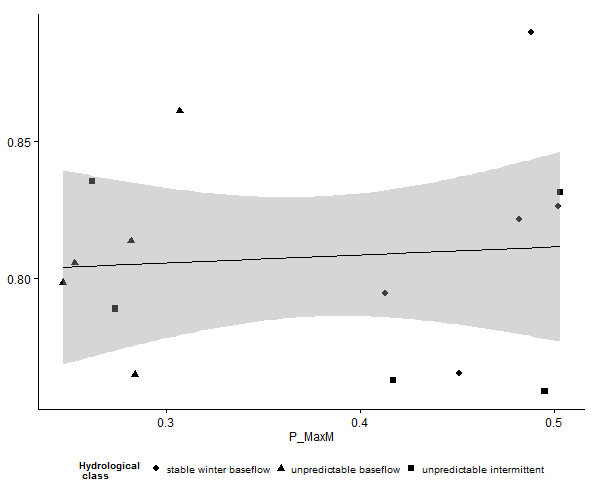 0.85
0.80
0.3 0.4 0.5
P_MaxM
Hydrological
class
stable winter baseflow unpredictable baseflow unpredictable intermittent